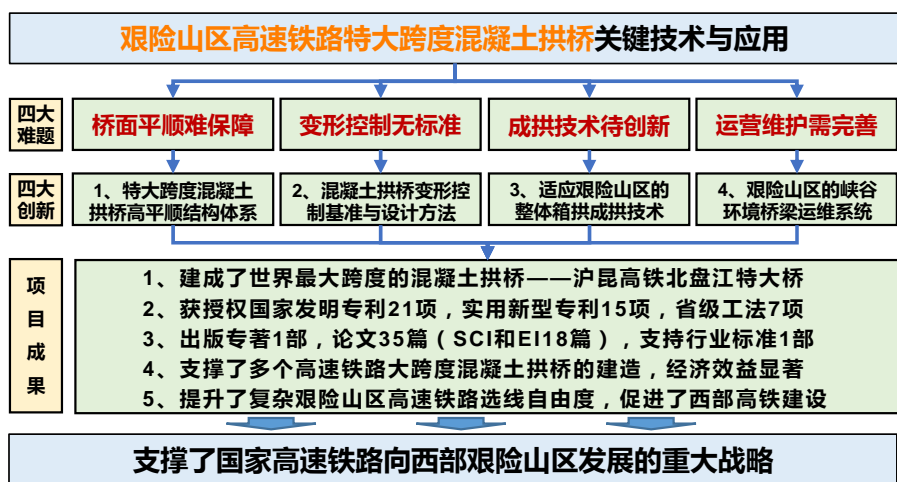 艰险山区高速铁路特大跨度混凝土拱桥关键技术与应用
四大
难题
桥面平顺难保障
变形控制无标准
成拱技术待创新
运营维护需完善
四大
创新
1、特大跨度混凝土
拱桥高平顺结构体系
2、混凝土拱桥变形控
制基准与设计方法
3、适应艰险山区的
整体箱拱成拱技术
4、艰险山区的峡谷
环境桥梁运维系统
项
目
成
果
1、建成了世界最大跨度的混凝土拱桥——沪昆高铁北盘江特大桥
2、获授权国家发明专利21项，实用新型专利15项，省级工法7项
3、出版专著1部，论文35篇（SCI和EI18篇），支持行业标准1部
4、支撑了多个高速铁路大跨度混凝土拱桥的建造，经济效益显著
5、提升了复杂艰险山区高速铁路选线自由度，促进了西部高铁建设
支撑了国家高速铁路向西部艰险山区发展的重大战略